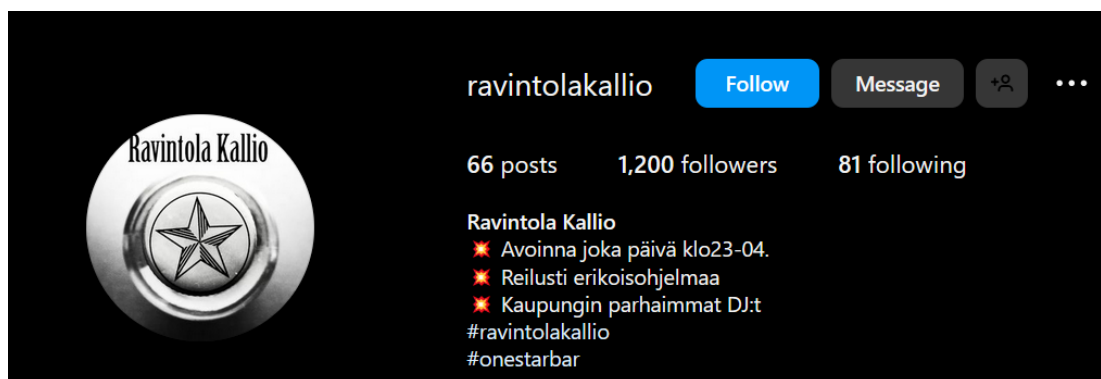 ravintolakallio Follow Message
Ravintola Kallio
66 posts 1,200 followers 81 following
Ravintola Kallio
💥 Avoinna joka päivä klo23-04.
💥 Reilusti erikoisohjelmaa
💥 Kaupungin parhaimmat DJ:t
#ravintolakallio
#onestarbar